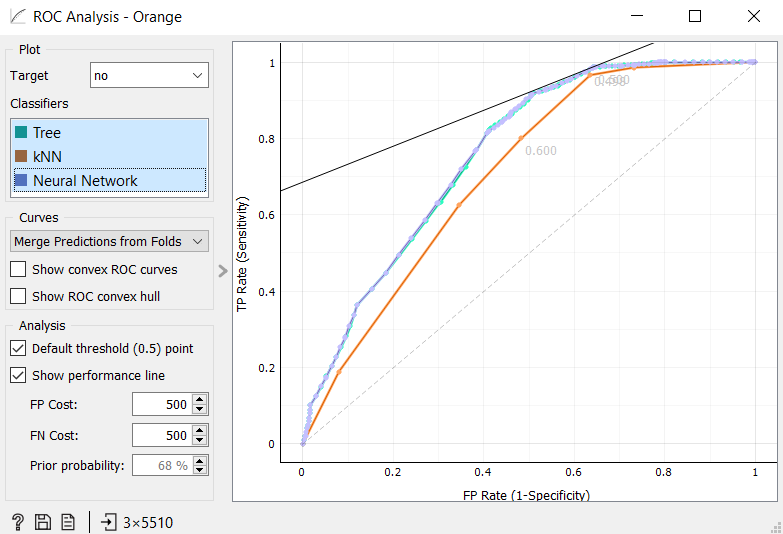 ROC Analysis - Orange
Plot
Target
no
Classifiers
Tree
kNN
Neural Network
Curves
Merge Predictions from Folds
Show convex ROC curves
Show ROC convex hull
Analysis
Default threshold (0.5) point
Show performance line
FP Cost:
500
FN Cost:
500
Prior probability:
68 %
3×5510
TP Rate (Sensitivity)
1
0.8
0.6
0.4
0.2
0
0.498
0.600
0
0.2
0.4
0.6
0.8
1
FP Rate (1-Specificity)